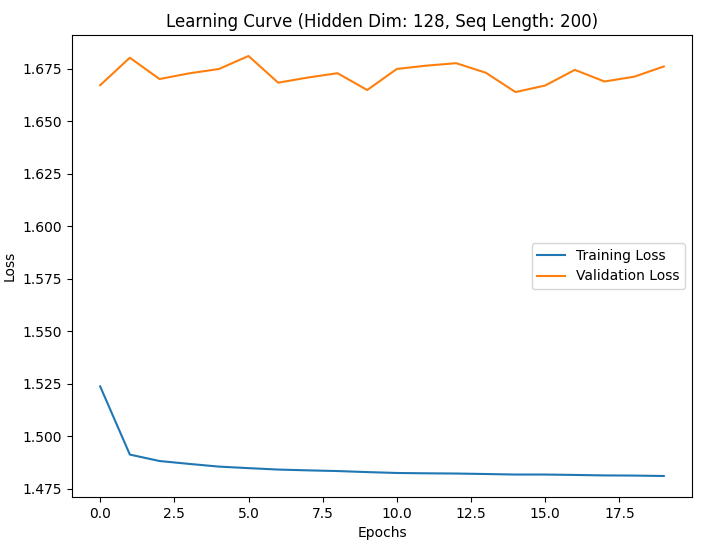 Learning Curve (Hidden Dim: 128, Seq Length: 200)
1.675
1.650
1.625
1.600
1.575
1.550
1.525
1.500
1.475
Loss
Training Loss
Validation Loss
0.0 2.5 5.0 7.5 10.0 12.5 15.0 17.5
Epochs